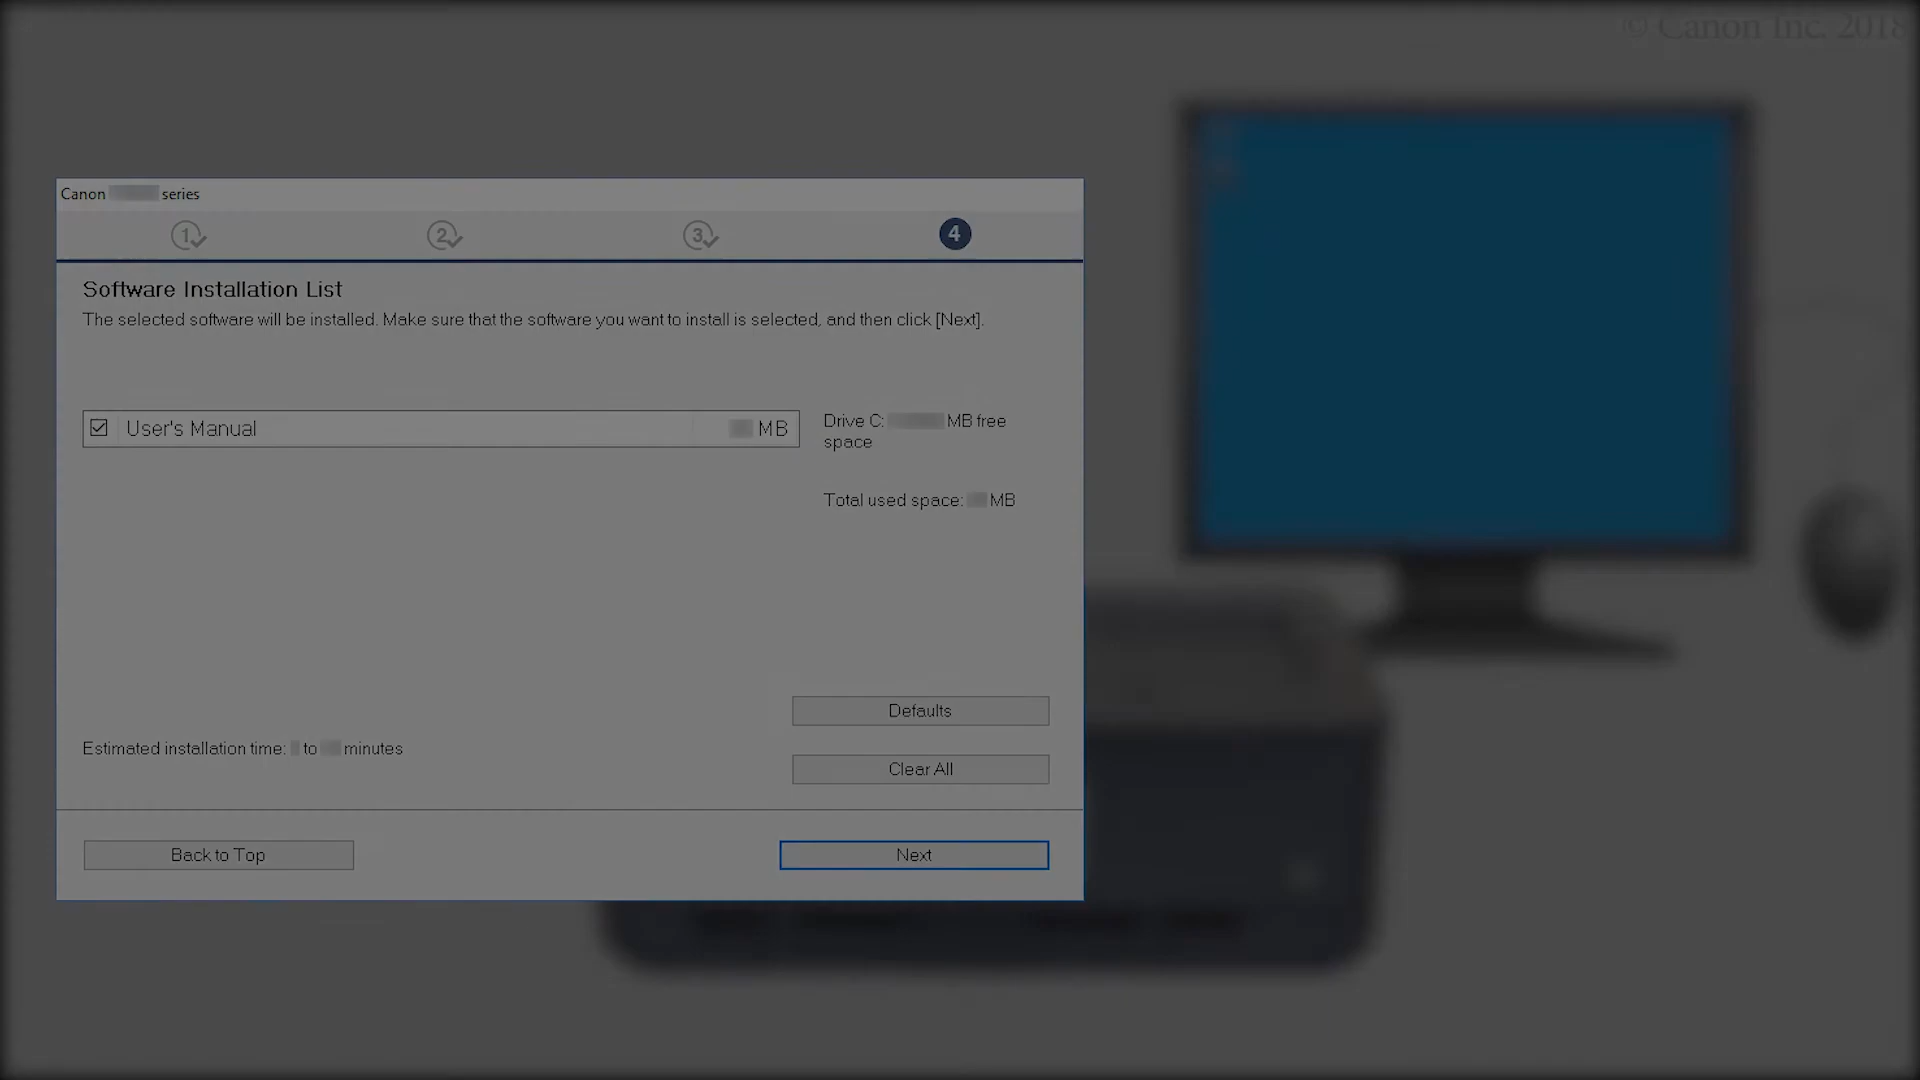 © Canon Inc. 2018
Canon series
1 2 3 4
Software Installation List
The selected software will be installed. Make sure that the software you want to install is selected, and then click [Next].
User's Manual MB
Drive C: MB free
space
Total used space: MB
Defaults
Estimated installation time: to minutes
Clear All
Back to Top Next